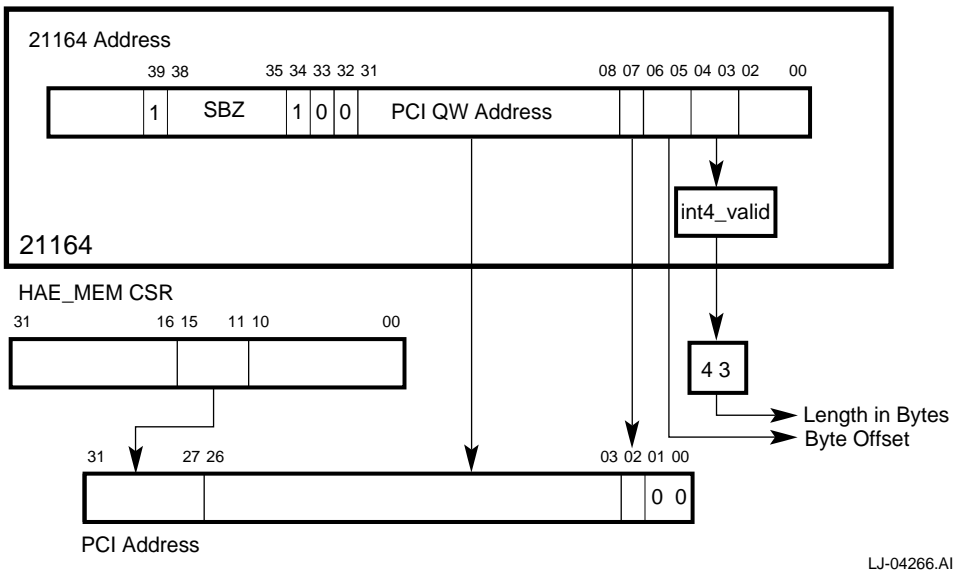 21164 Address
39 38 35 34 33 32 31 08 07 06 05 04 03 02 00
1 SBZ 1 0 0 PCI QW Address
int4_valid
21164
HAE_MEM CSR
31 16 15 11 10 00
4 3
Length in Bytes
Byte Offset
31 27 26 03 02 01 00
0 0
PCI Address
LJ-04266.AI